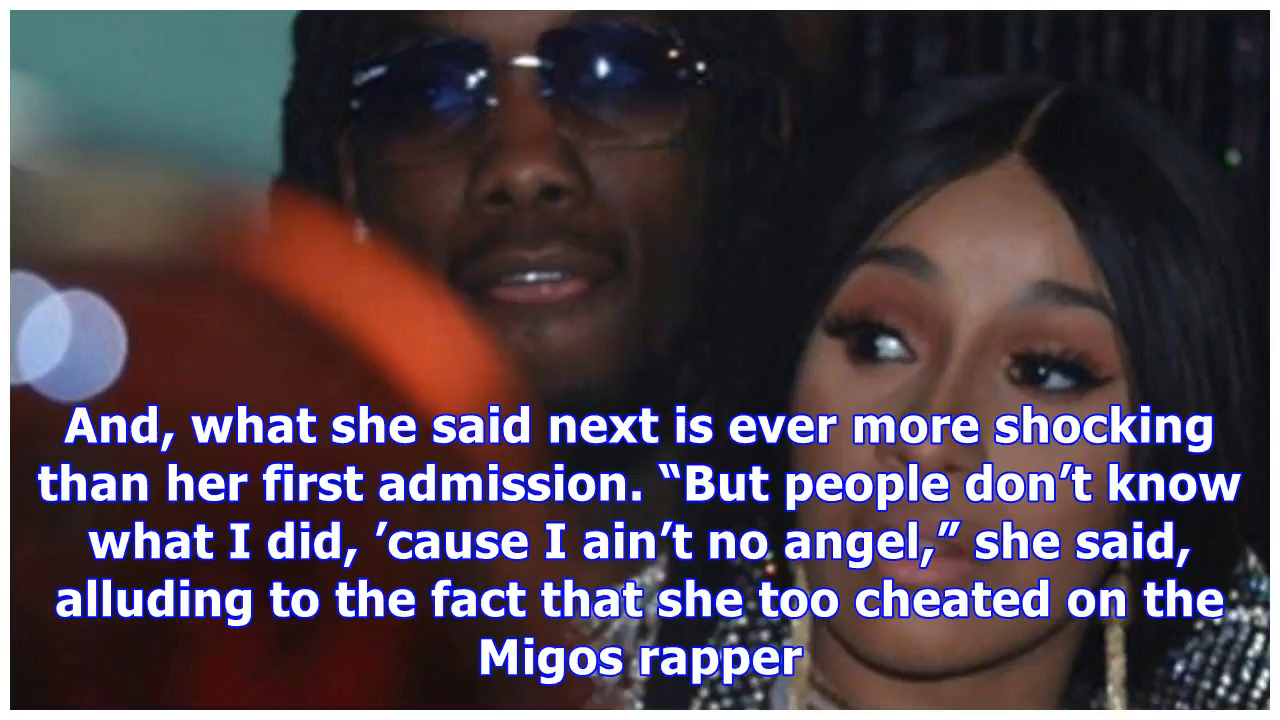 And, what she said next is ever more shocking
than her first admission. “But people don’t know
what I did, ’cause I ain’t no angel,” she said,
alluding to the fact that she too cheated on the
Migos rapper